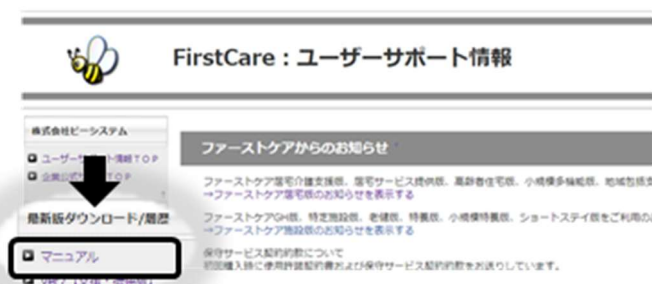 FirstCare：ユーザーサポート情報
株式会社ビーシステム
ユーザーサポート情報TOP
企業公式 TOP
最新版ダウンロード/履歴
マニュアル
ファーストケアからのお知らせ
ファーストケア居宅介護支援版、居宅サービス提供版、高齢者住宅版、小規模多機能版、地域包括支
→ファーストケア居宅版のお知らせを表示する
ファーストケアGH版、特定施設版、老健版、特養版、小規模特養版、ショートステイ版をご利用のお
→ファーストケア施設版のお知らせを表示する
保守サービス契約約款について
初回購入時に使用許諾契約書および保守サービス契約約款をお送りしています。